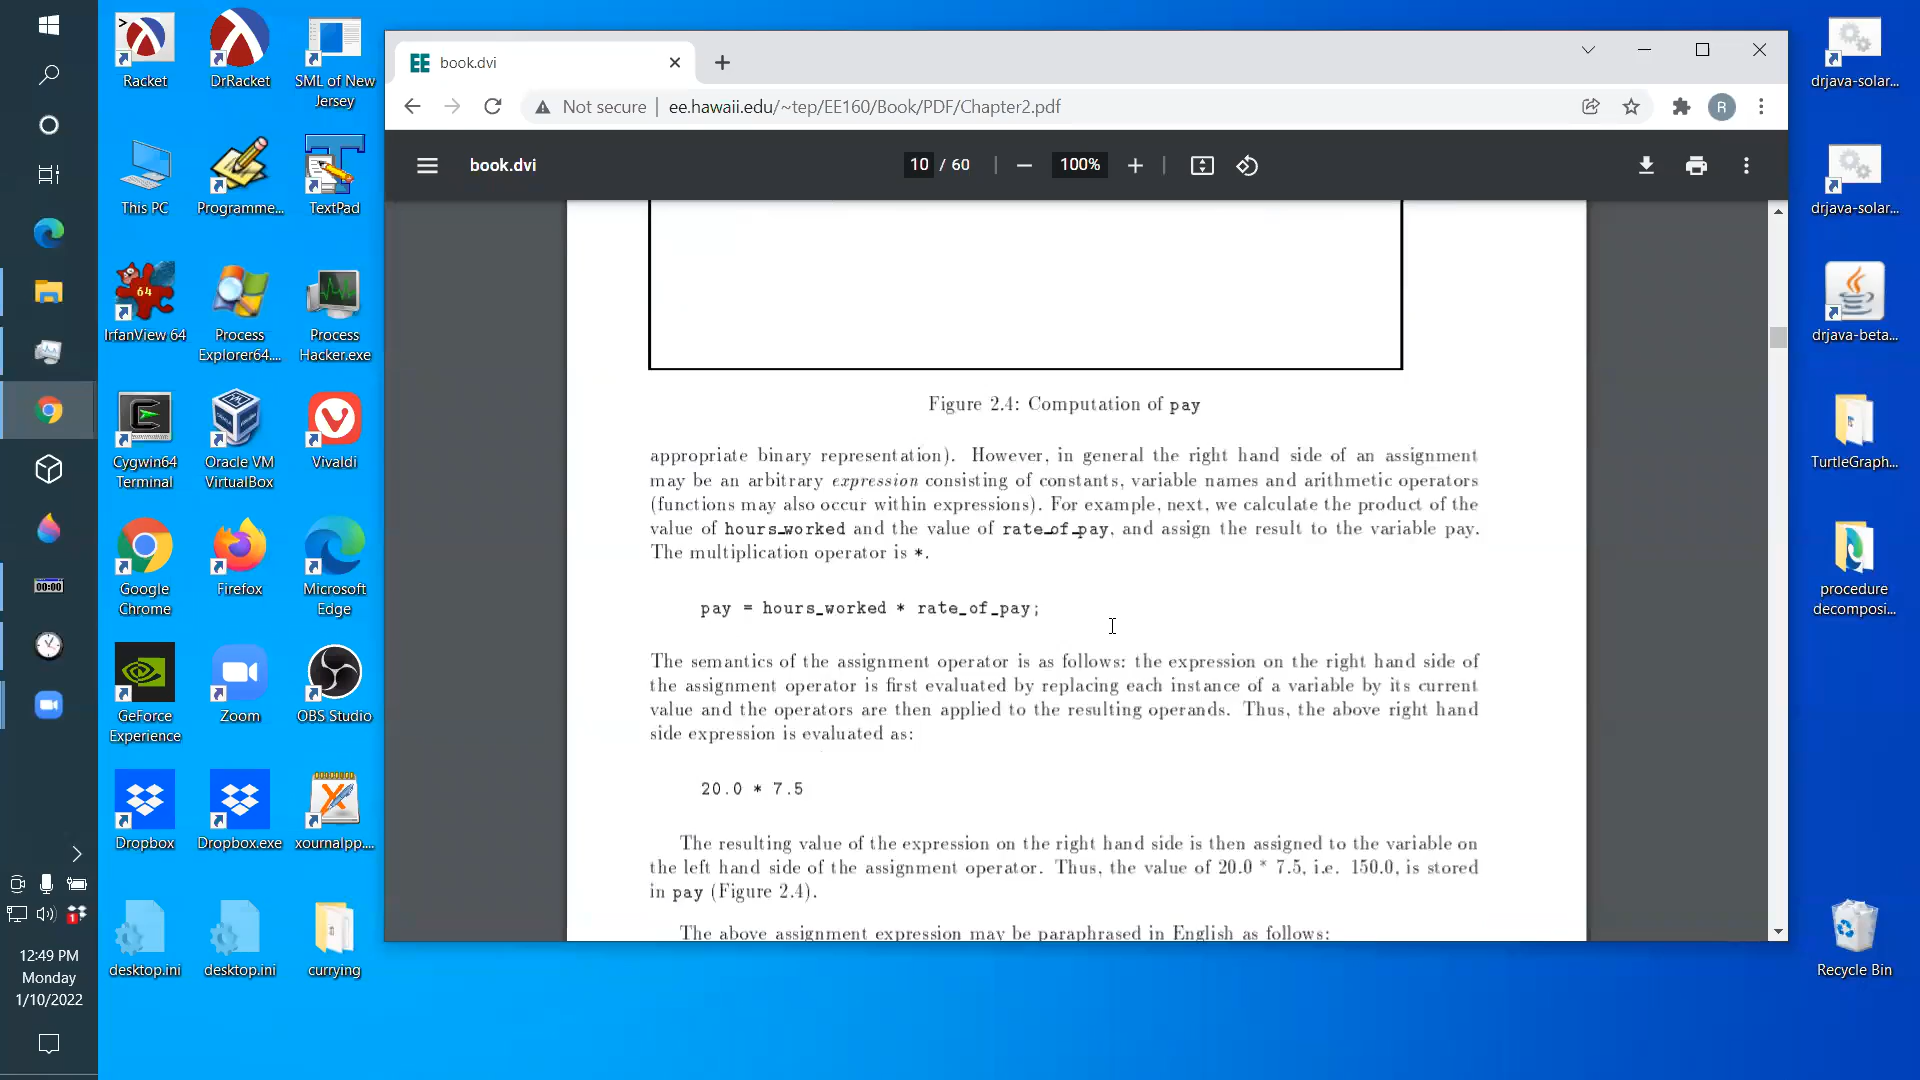 Racket
DrRacket
SML of New
Jersey
This PC
Programme...
TextPad
64
IrfanView 64
Process
Explorer64....
Process
Hacker.exe
Cygwin64
Terminal
Oracle VM
VirtualBox
Vivaldi
Google
Chrome
Firefox
Microsoft
Edge
GeForce
Experience
Zoom
OBS Studio
Dropbox
Dropbox.exe
xournalpp....
desktop.ini
desktop.ini
currying
00:00
1
12:49 PM
Monday
1/10/2022
EE book.dvi
Not secure | ee.hawaii.edu/~tep/EE160/Book/PDF/Chapter2.pdf
R
book.dvi
10 / 60
100%
Figure 2.4: Computation of pay
appropriate binary representation). However, in general the right hand side of an assignment
may be an arbitrary expression consisting of constants, variable names and arithmetic operators
(functions may also occur within expressions). For example, next, we calculate the product of the
value of hours_worked and the value of rate_of_pay, and assign the result to the variable pay.
The multiplication operator is *.
pay = hours_worked * rate_of_pay;
The semantics of the assignment operator is as follows: the expression on the right hand side of
the assignment operator is first evaluated by replacing each instance of a variable by its current
value and the operators are then applied to the resulting operands. Thus, the above right hand
side expression is evaluated as:
20.0 * 7.5
The resulting value of the expression on the right hand side is then assigned to the variable on
the left hand side of the assignment operator. Thus, the value of 20.0 * 7.5, i.e. 150.0, is stored
in pay (Figure 2.4).
The above assignment expression may be paraphrased in English as follows:
drjava-solar...
drjava-solar...
drjava-beta...
TurtleGraph...
procedure
decomposi...
Recycle Bin